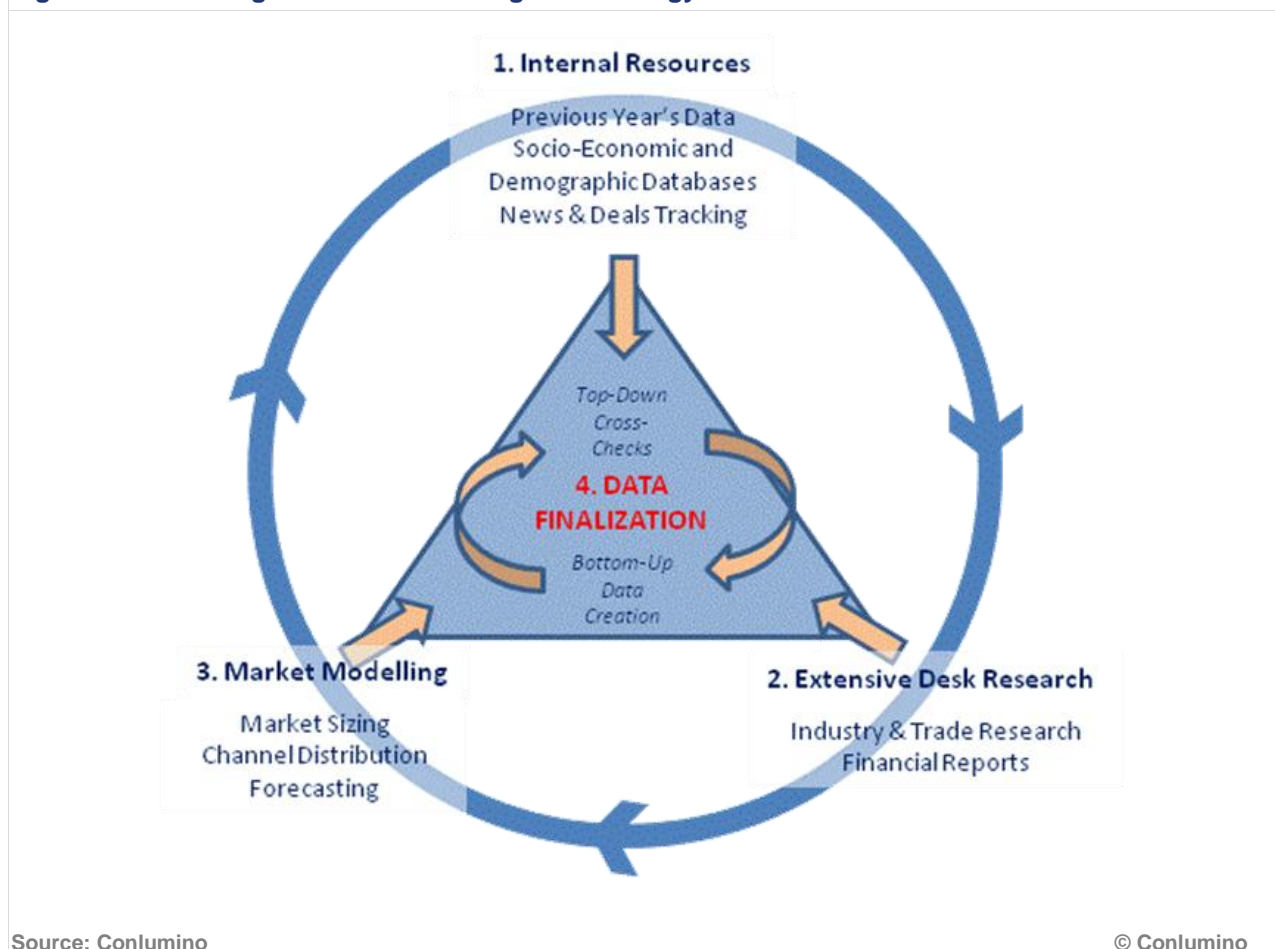 1. Internal Resources
Previous Year's Data
Socio-Economic and
Demographic Databases
News & Deals Tracking
Top-Down
Cross-
Checks
4. DATA
FINALIZATION
Bottom-Up
Data
Creation
3. Market Modelling
Market Sizing
Channel Distribution
Forecasting
2. Extensive Desk Research
Industry & Trade Research
Financial Reports
Source: Conlumino
© Conlumino